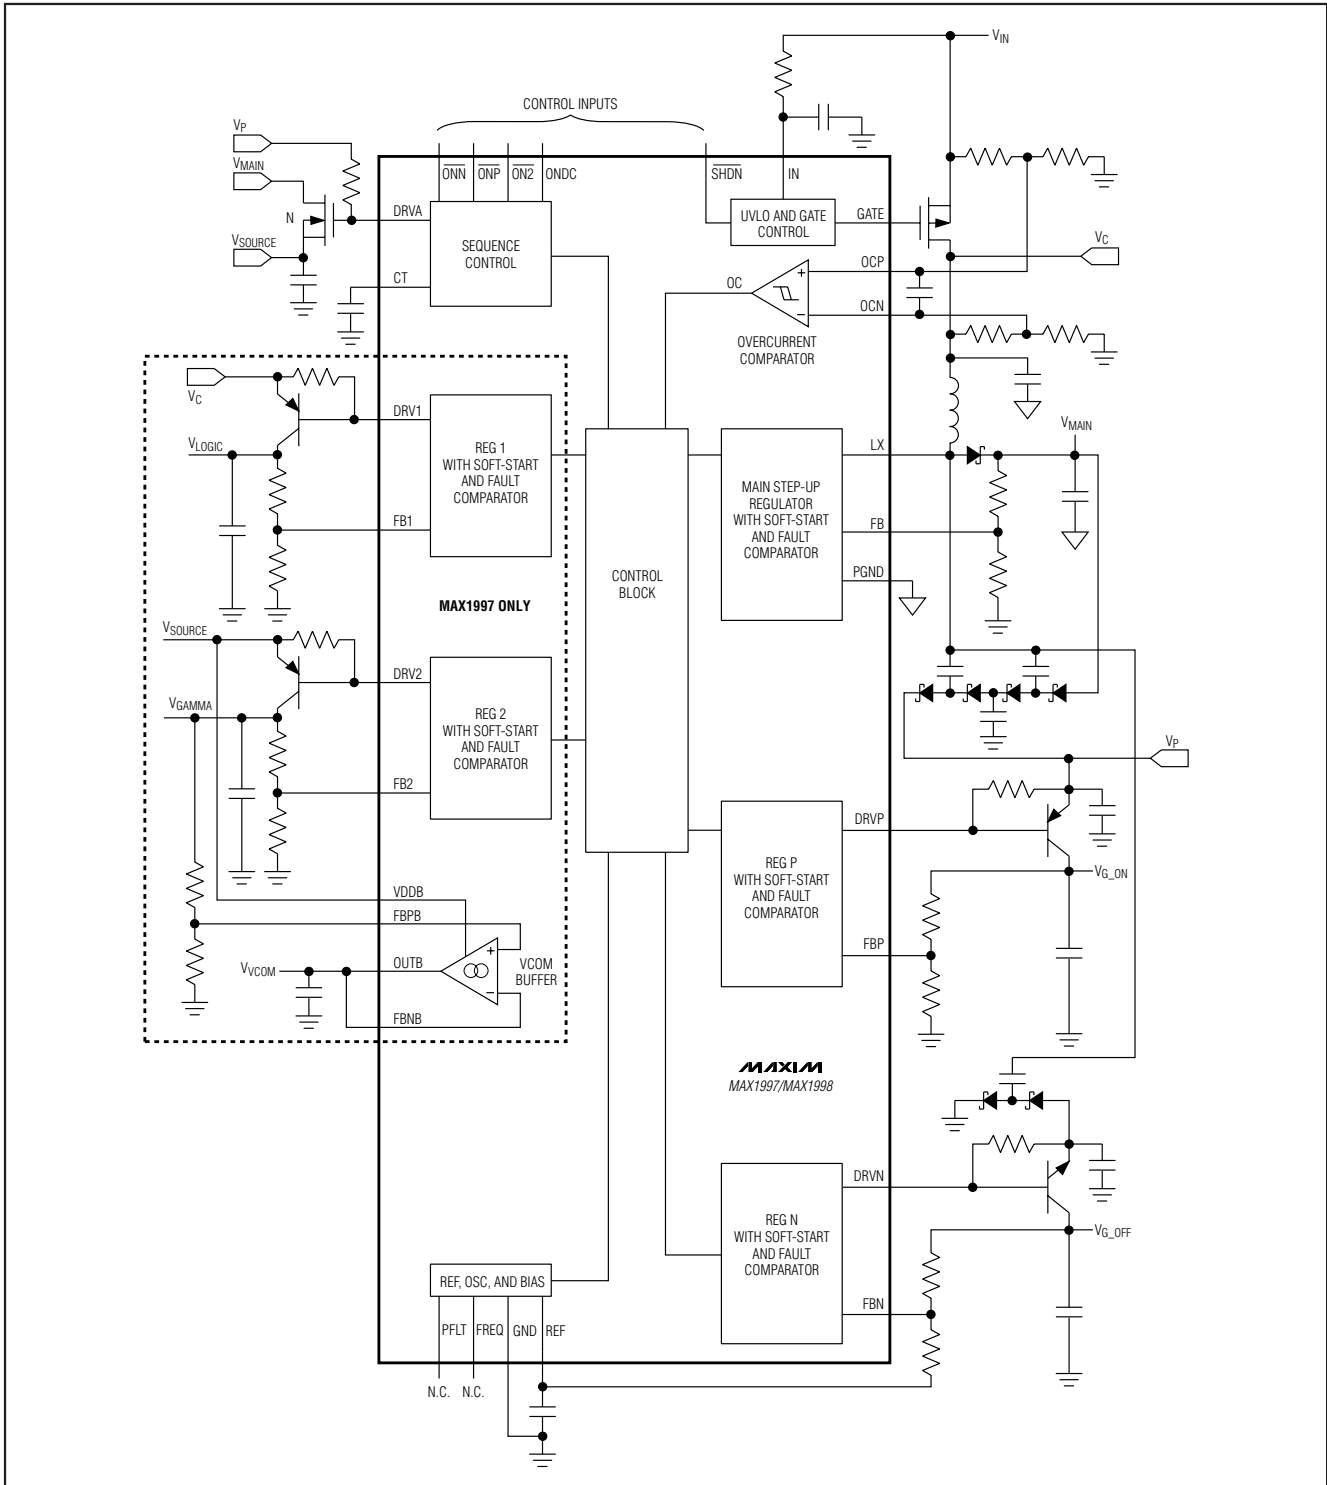 VIN
CONTROL INPUTS
VP
VMAIN
ONN
ONP
ON2
ONDC
SHDN
IN
N
DRVA
UVLO AND GATE
CONTROL
GATE
VSOURCE
SEQUENCE
CONTROL
VC
OCP
CT
OC
+
−
OCN
OVERCURRENT
COMPARATOR
VC
DRV1
VMAIN
VLOGIC
REG 1
WITH SOFT-START
AND FAULT
COMPARATOR
LX
MAIN STEP-UP
REGULATOR
WITH SOFT-START
AND FAULT
COMPARATOR
FB1
FB
CONTROL
BLOCK
PGND
MAX1997 ONLY
VSOURCE
DRV2
VGAMMA
REG 2
WITH SOFT-START
AND FAULT
COMPARATOR
VP
FB2
DRVP
REG P
WITH SOFT-START
AND FAULT
COMPARATOR
VG_ON
VDDB
FBPB
FBP
+
−
VCOM
BUFFER
VVCOM
OUTB
FBNB
MAXIM
MAX1997/MAX1998
DRVN
REG N
WITH SOFT-START
AND FAULT
COMPARATOR
VG_OFF
REF, OSC, AND BIAS
FBN
PFLT
FREQ
GND
REF
N.C.
N.C.